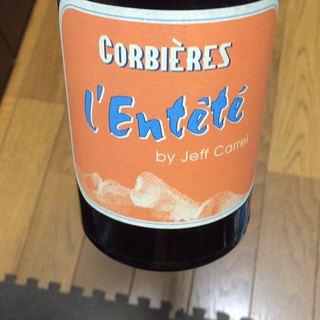 CORBIÈRES
l'Entêté
by Jeff Carrel